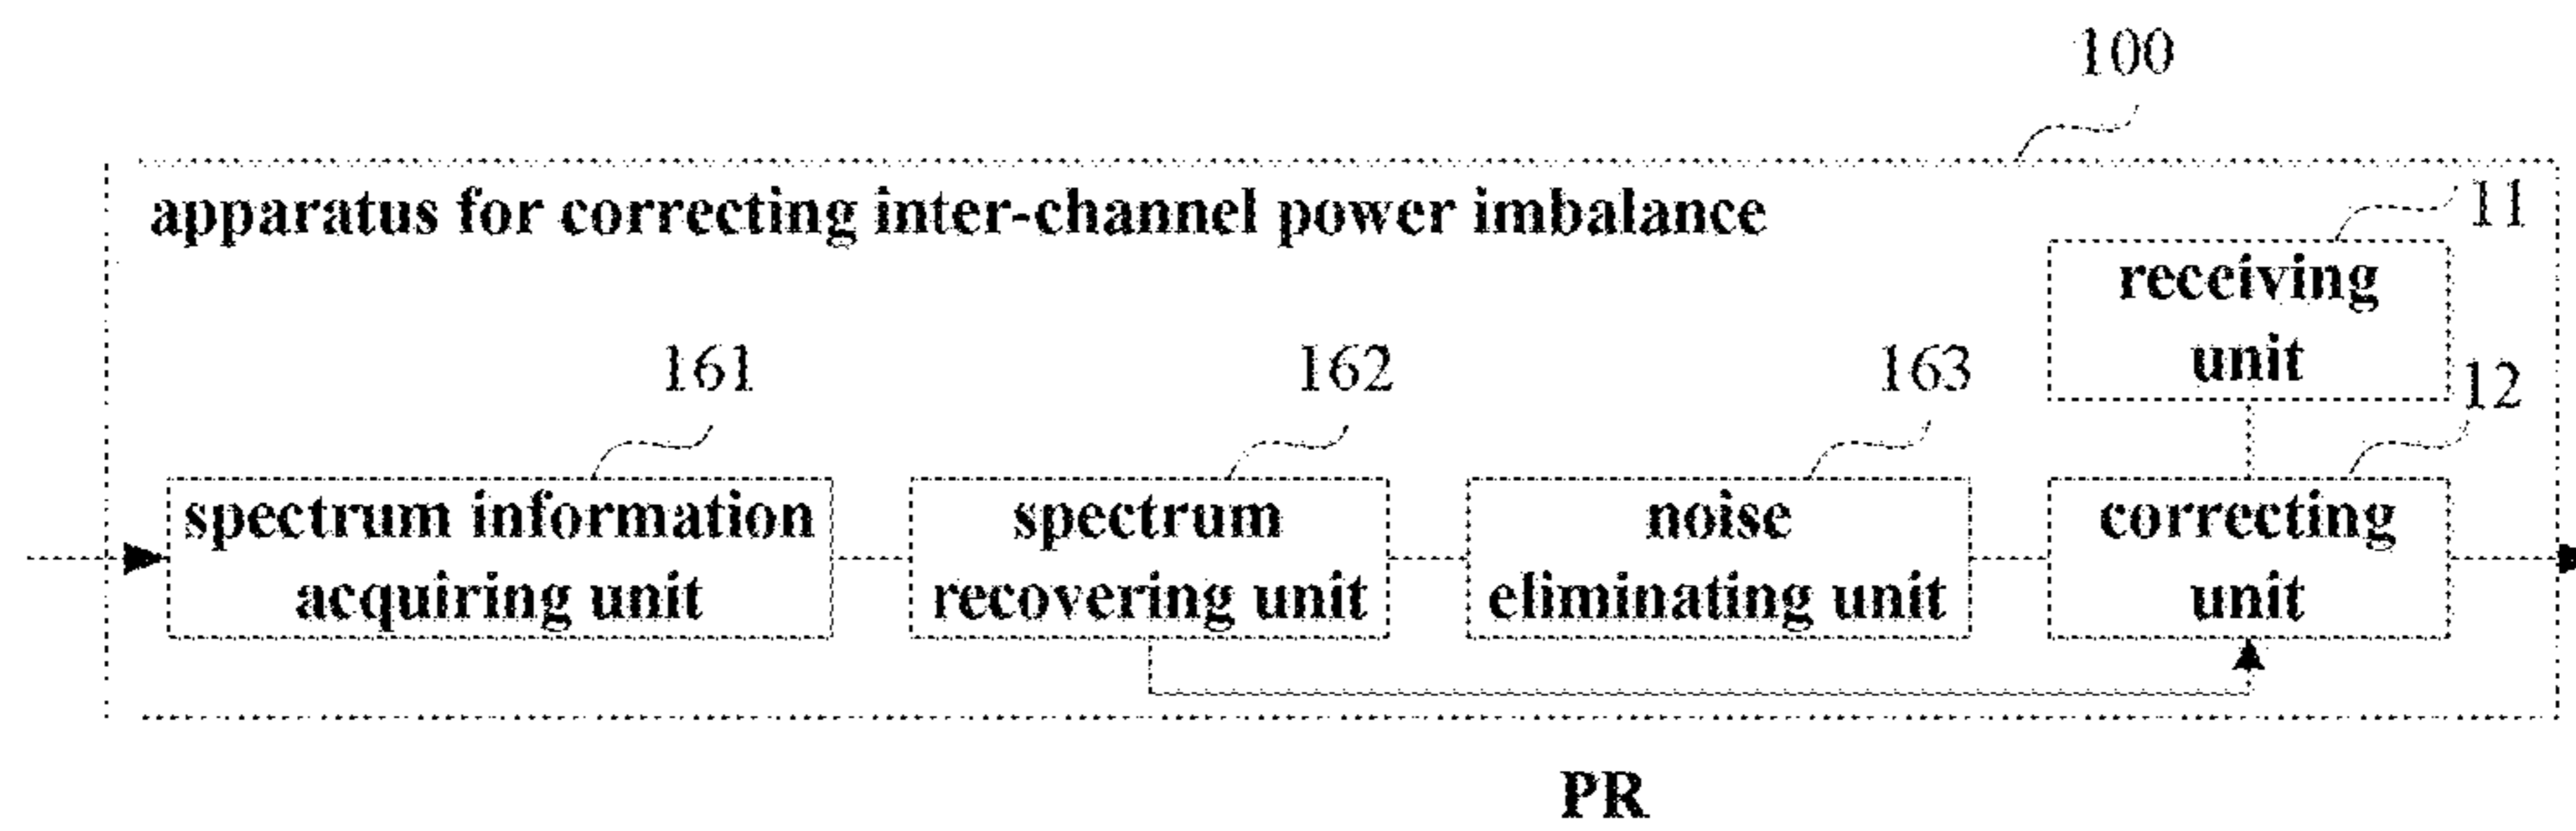 100
apparatus for correcting inter-channel power imbalance
11
receiving
unit
161
162
163
12
spectrum information
acquiring unit
spectrum
recovering unit
noise
eliminating unit
correcting
unit
PR